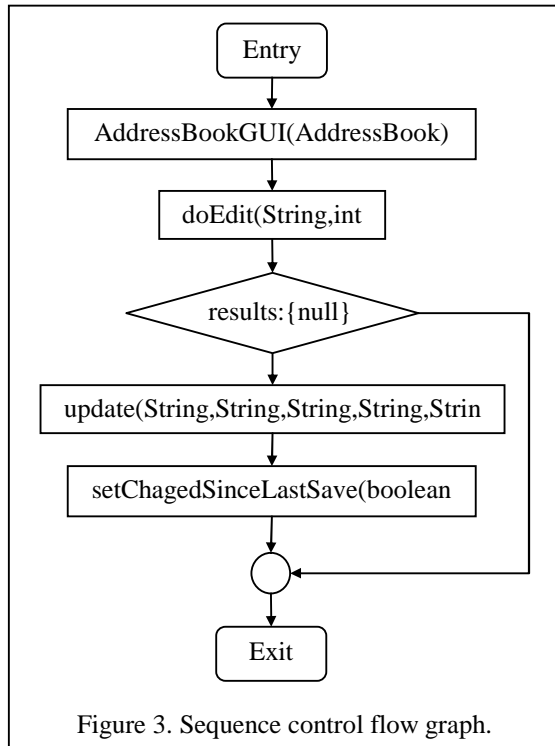 Entry
AddressBookGUI(AddressBook)
doEdit(String,int
results:{null}
update(String,String,String,String,Strin
setChagedSinceLastSave(boolean
Exit
Figure 3. Sequence control flow graph.